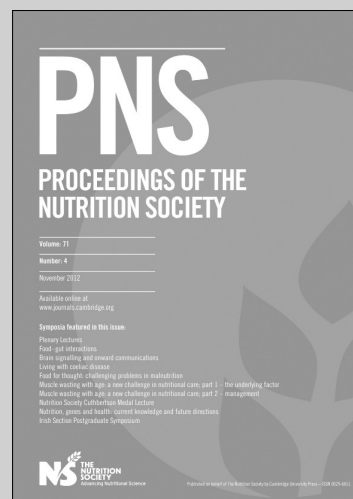 PNS
PROCEEDINGS OF THE
NUTRITION SOCIETY
Volume: 71
Number: 4
November 2012
Available online at
www.journals.cambridge.org
Symposia featured in this issue:
Plenary Lectures
Food–gut interactions
Brain signalling and onward communications
Living with coeliac disease
Food for thought: challenging problems in malnutrition
Muscle wasting with age: a new challenge in nutritional care; part 1 – the underlying factor
Muscle wasting with age: a new challenge in nutritional care; part 2 – management
Nutrition Society Cuthbertson Medal Lecture
Nutrition, genes and health: current knowledge and future directions
Irish Section Postgraduate Symposium
NS THE
NUTRITION
SOCIETY
Advancing Nutritional Science
Published on behalf of The Nutrition Society by Cambridge University Press – ISSN 0029-6651